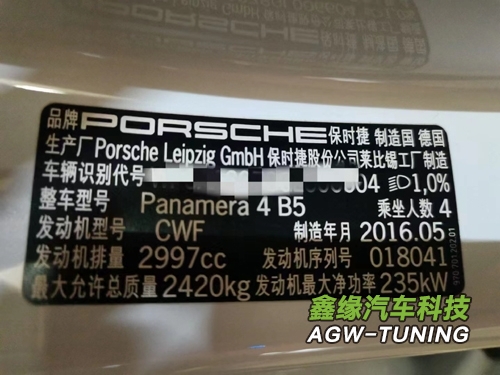 品牌 PORSCHE 保时捷 制造国 德国
生产厂 Porsche Leipzig GmbH 保时捷股份公司莱比锡工厂制造
车辆识别代号 04 1,0%
整车型号 Panamera 4 B5 乘坐人数 4
发动机型号 CWF 制造年月 2016.05
发动机排量 2997cc 发动机序列号 018041
最大允许总质量 2420kg 发动机最大净功率 235kW
970.701.202.01
鑫缘汽车科技
AGW-TUNING